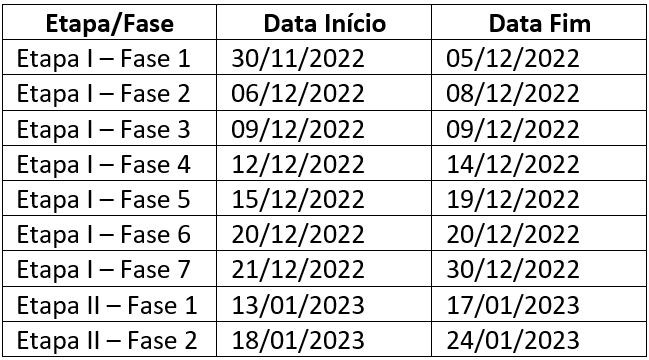 Etapa/Fase Data Início Data Fim
Etapa I – Fase 1 30/11/2022 05/12/2022
Etapa I – Fase 2 06/12/2022 08/12/2022
Etapa I – Fase 3 09/12/2022 09/12/2022
Etapa I – Fase 4 12/12/2022 14/12/2022
Etapa I – Fase 5 15/12/2022 19/12/2022
Etapa I – Fase 6 20/12/2022 20/12/2022
Etapa I – Fase 7 21/12/2022 30/12/2022
Etapa II – Fase 1 13/01/2023 17/01/2023
Etapa II – Fase 2 18/01/2023 24/01/2023